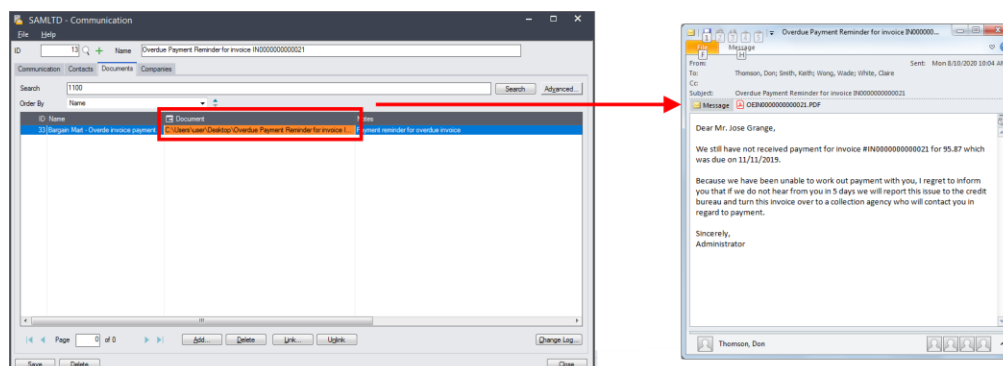 SAMLTD - Communication
File Help
ID 13 Name Overdue Payment Reminder for invoice IN0000000000021
Communication Contacts Documents Companies
Search 1100 Search Advanced...
Order By Name
ID Name Document Notes
33 Bargain Mart - Overde invoice payment C:\Users\user\Desktop\Overdue Payment Reminder for invoice I... Payment reminder for overdue invoice
Page 0 of 0 Add... Delete Link... Unlink Change Log...
Save Delete Close
Overdue Payment Reminder for invoice IN000000...
File Message
F H
From: Sent: Mon 8/10/2020 10:04 AM
To: Thomson, Don; Smith, Keith; Wong, Wade; White, Claire
Cc:
Subject: Overdue Payment Reminder for invoice IN0000000000021
Message OEIN0000000000021.PDF
Dear Mr. Jose Grange,
We still have not received payment for invoice #IN0000000000021 for 95.87 which
was due on 11/11/2019.
Because we have been unable to work out payment with you, I regret to inform
you that if we do not hear from you in 5 days we will report this issue to the credit
bureau and turn this invoice over to a collection agency who will contact you in
regard to payment.
Sincerely,
Administrator
Thomson, Don